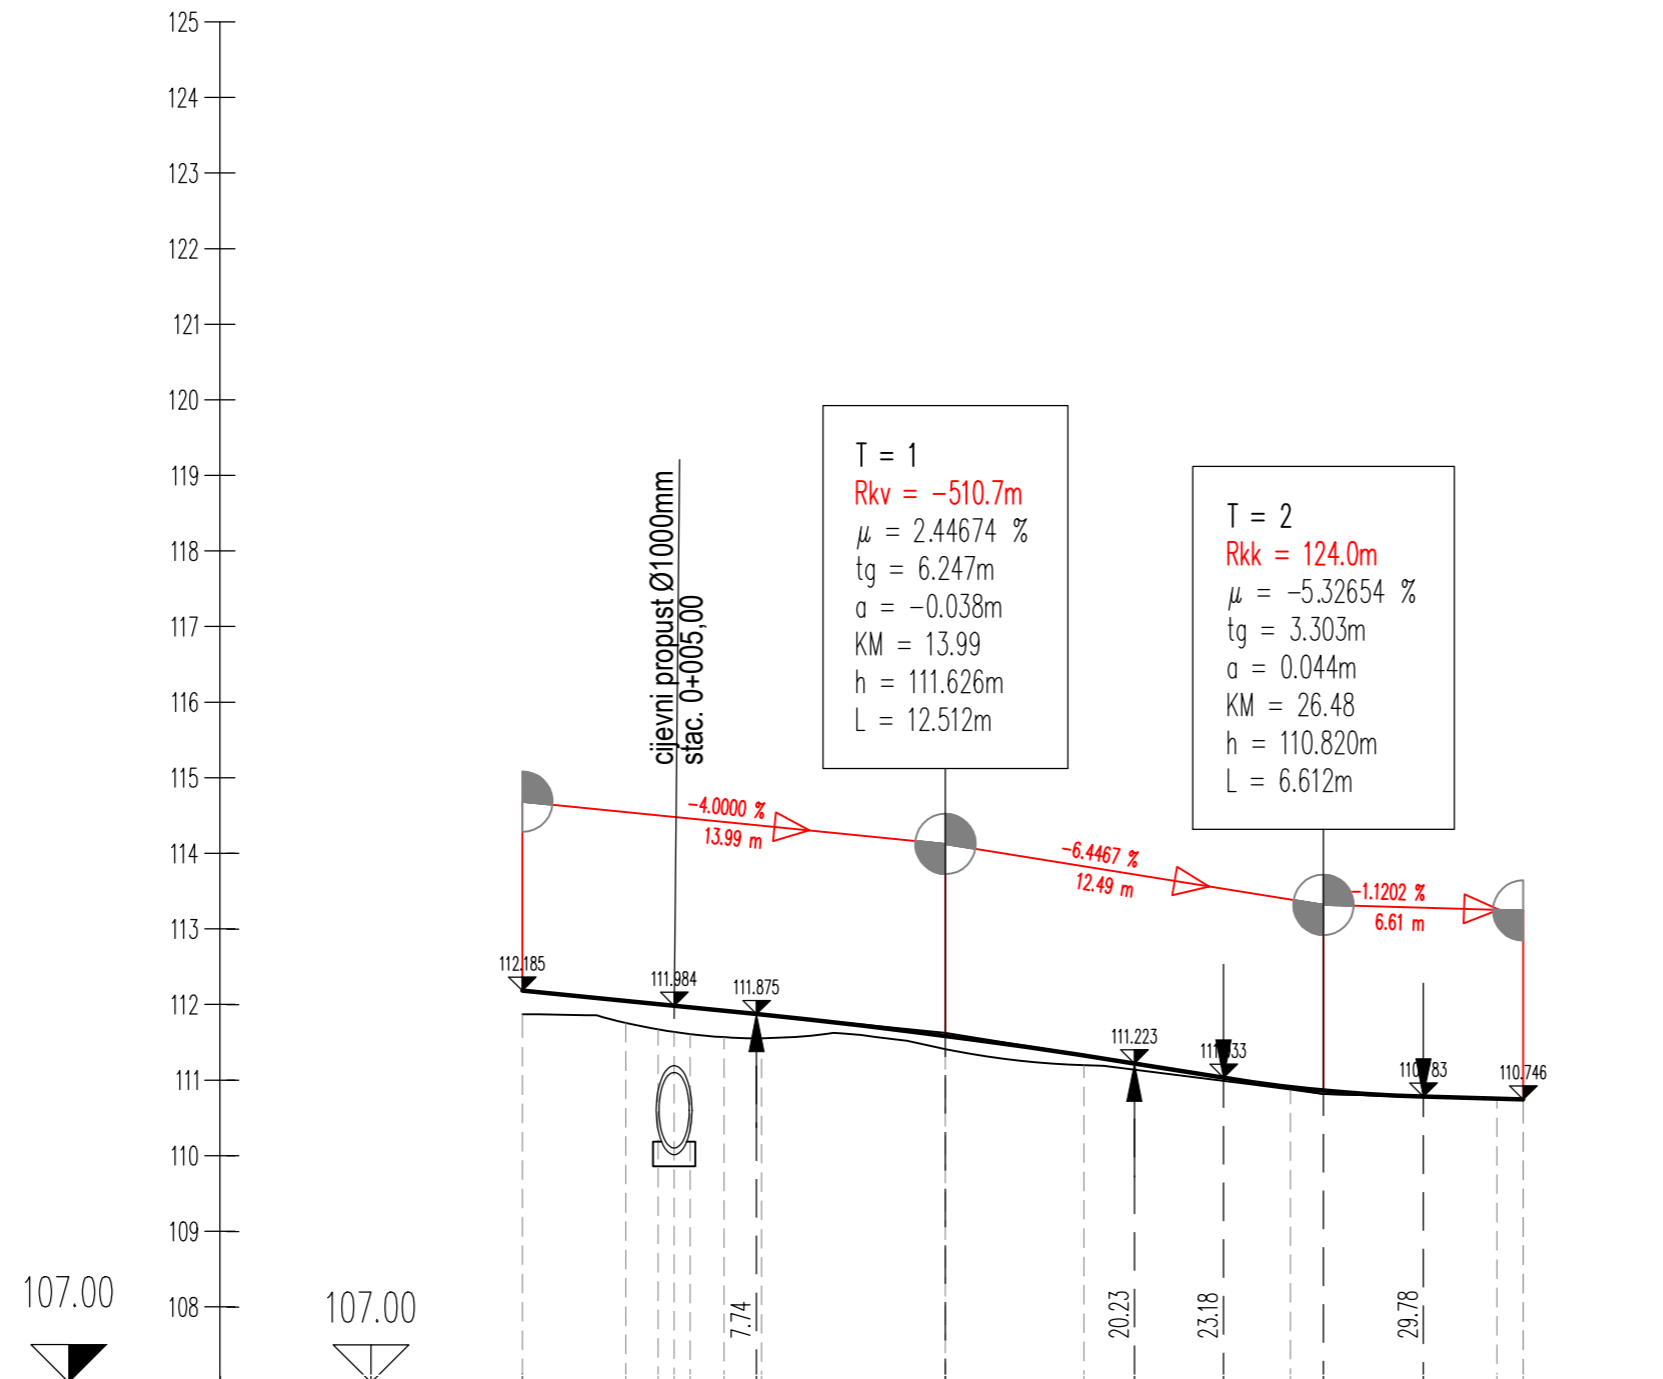 125
124
123
122
121
120
119
118
117
116
115
114
113
112
111
110
109
108
107.00
107.00
cijevni propust Ø1000mm
stac. 0+005,00
T = 1
Rkv = -510.7m
μ = 2.44674 %
tg = 6.247m
a = -0.038m
KM = 13.99
h = 111.626m
L = 12.512m
T = 2
Rkk = 124.0m
μ = -5.32654 %
tg = 3.303m
a = 0.044m
KM = 26.48
h = 110.820m
L = 6.612m
-4.0000 %
13.99 m
-6.4467 %
12.49 m
-1.1202 %
6.61 m
112.185
111.984
111.875
111.223
110.746
7.74
20.23
23.18
29.78